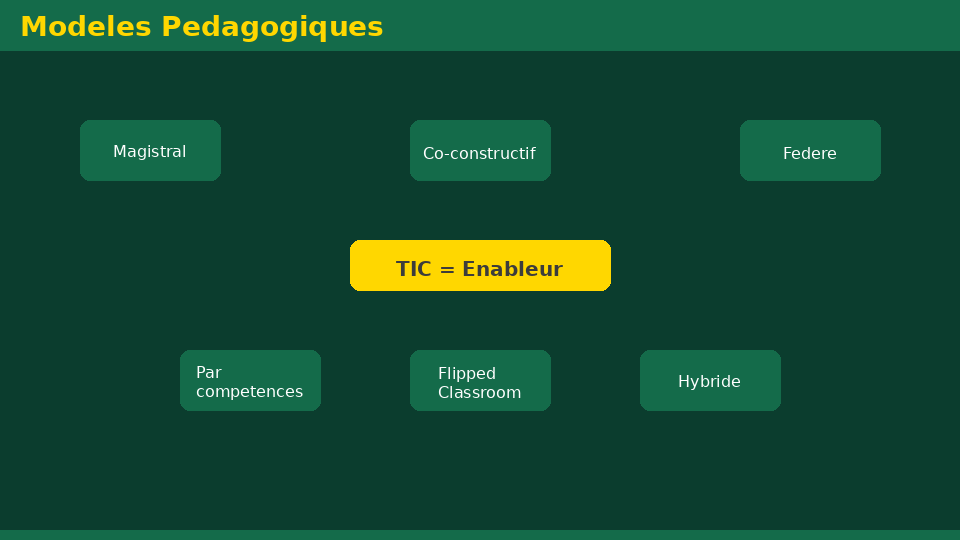 Modeles Pedagogiques
Magistral
Co-constructif
Federe
TIC = Enableur
Par
competences
Flipped
Classroom
Hybride